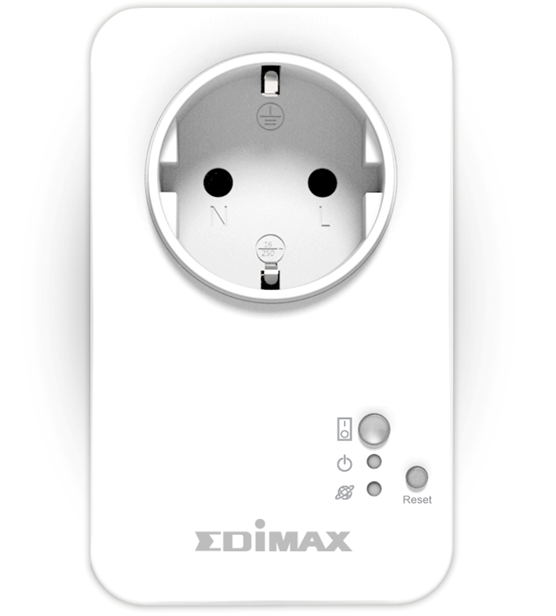 N L
16
250~
Reset
EDiMAX